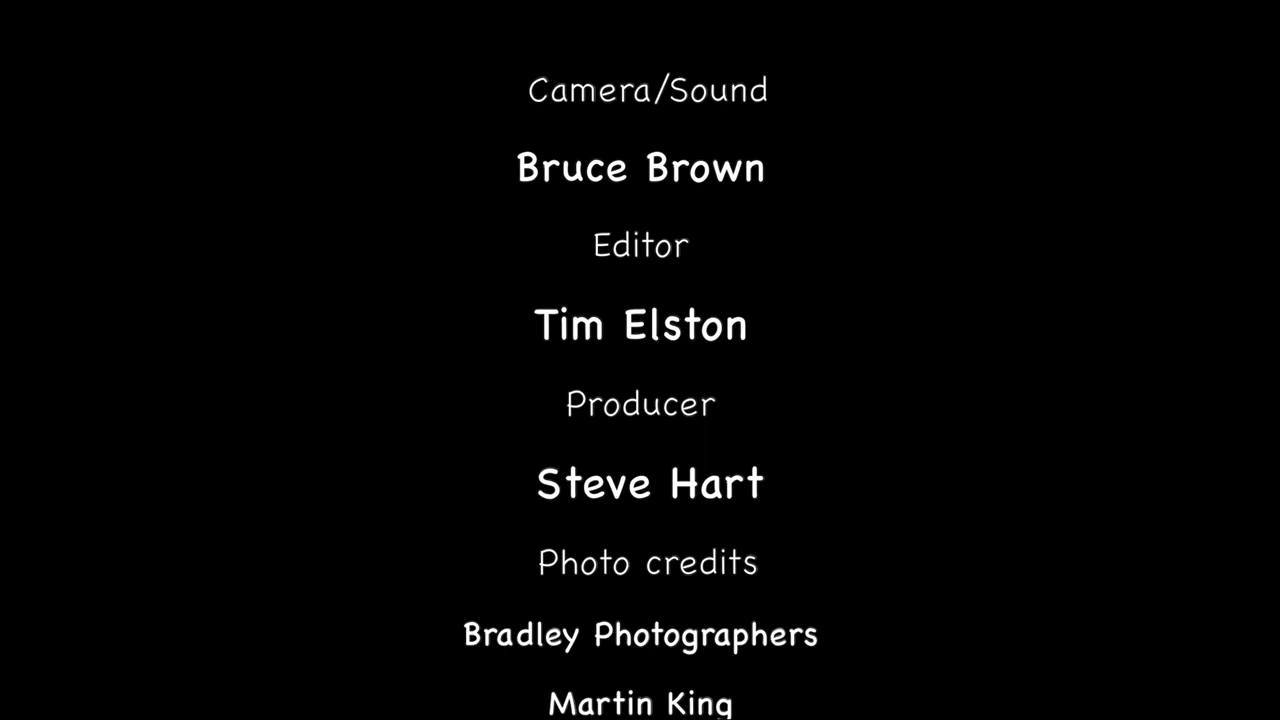 Camera/Sound
Bruce Brown
Editor
Tim Elston
Producer
Steve Hart
Photo credits
Bradley Photographers
Martin King